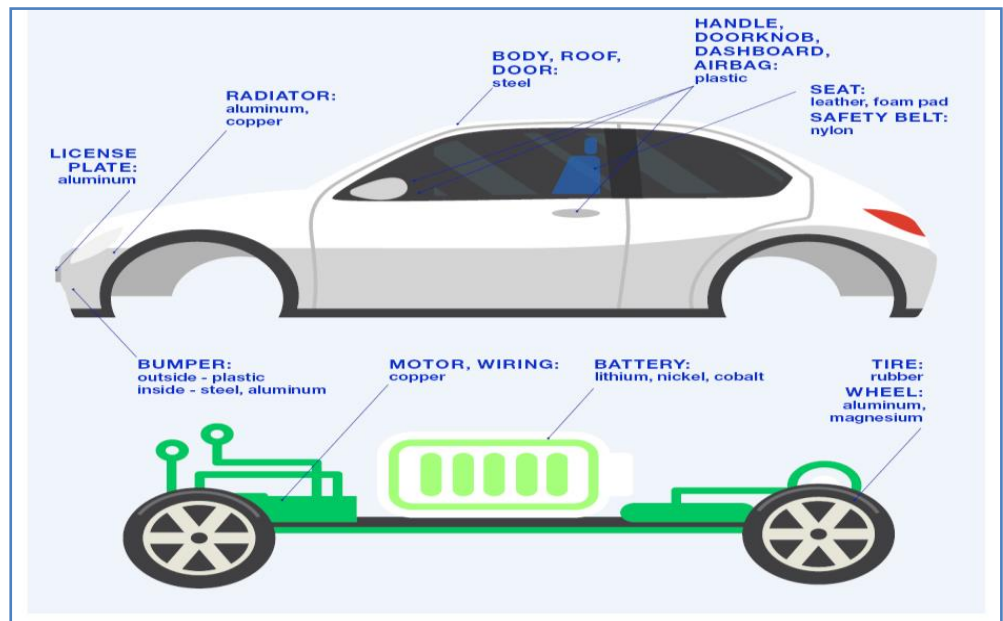 HANDLE,
DOORKNOB,
DASHBOARD,
AIRBAG:
plastic
BODY, ROOF,
DOOR:
steel
SEAT:
leather, foam pad
SAFETY BELT:
nylon
RADIATOR:
aluminum,
copper
LICENSE
PLATE:
aluminum
BUMPER:
outside - plastic
inside - steel, aluminum
MOTOR, WIRING:
copper
BATTERY:
lithium, nickel, cobalt
TIRE:
rubber
WHEEL:
aluminum,
magnesium